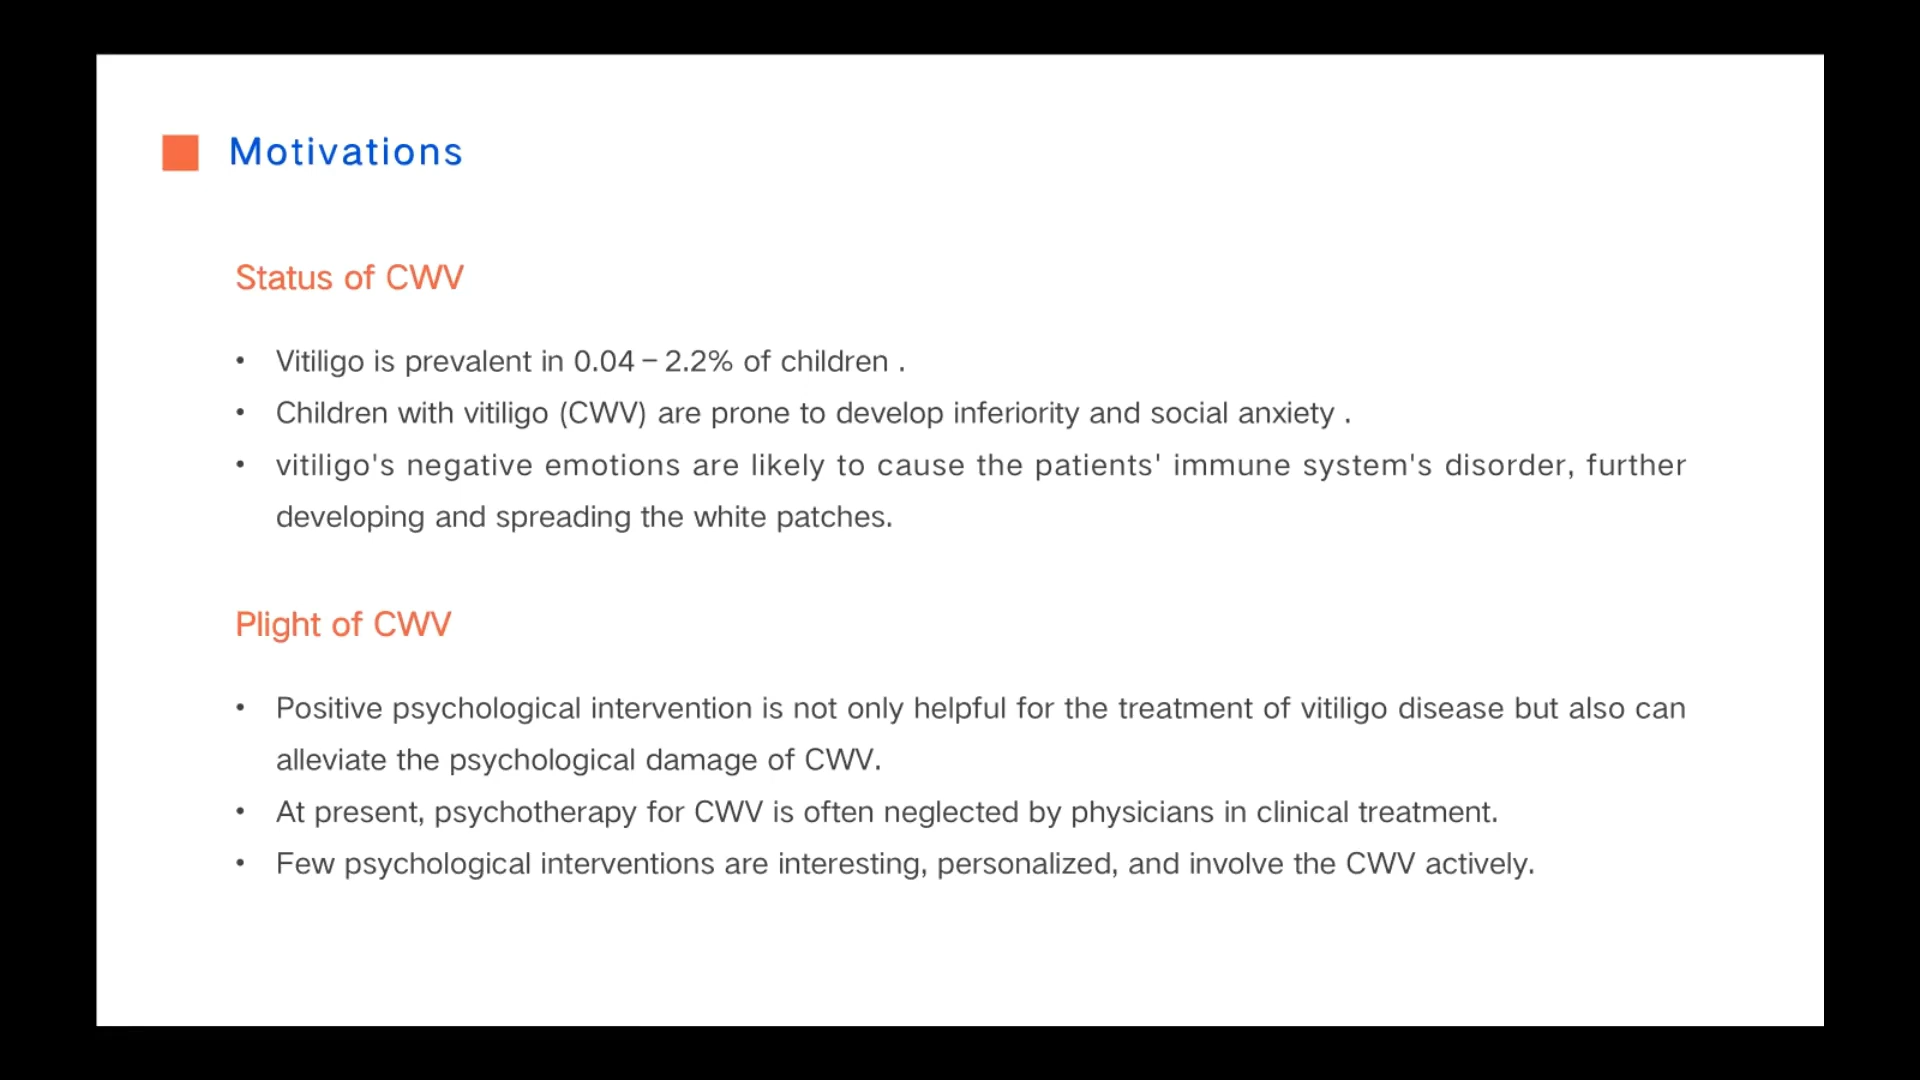 Motivations
Status of CWV
• Vitiligo is prevalent in 0.04 – 2.2% of children .
• Children with vitiligo (CWV) are prone to develop inferiority and social anxiety .
• vitiligo's negative emotions are likely to cause the patients' immune system's disorder, further
developing and spreading the white patches.
Plight of CWV
• Positive psychological intervention is not only helpful for the treatment of vitiligo disease but also can
alleviate the psychological damage of CWV.
• At present, psychotherapy for CWV is often neglected by physicians in clinical treatment.
• Few psychological interventions are interesting, personalized, and involve the CWV actively.